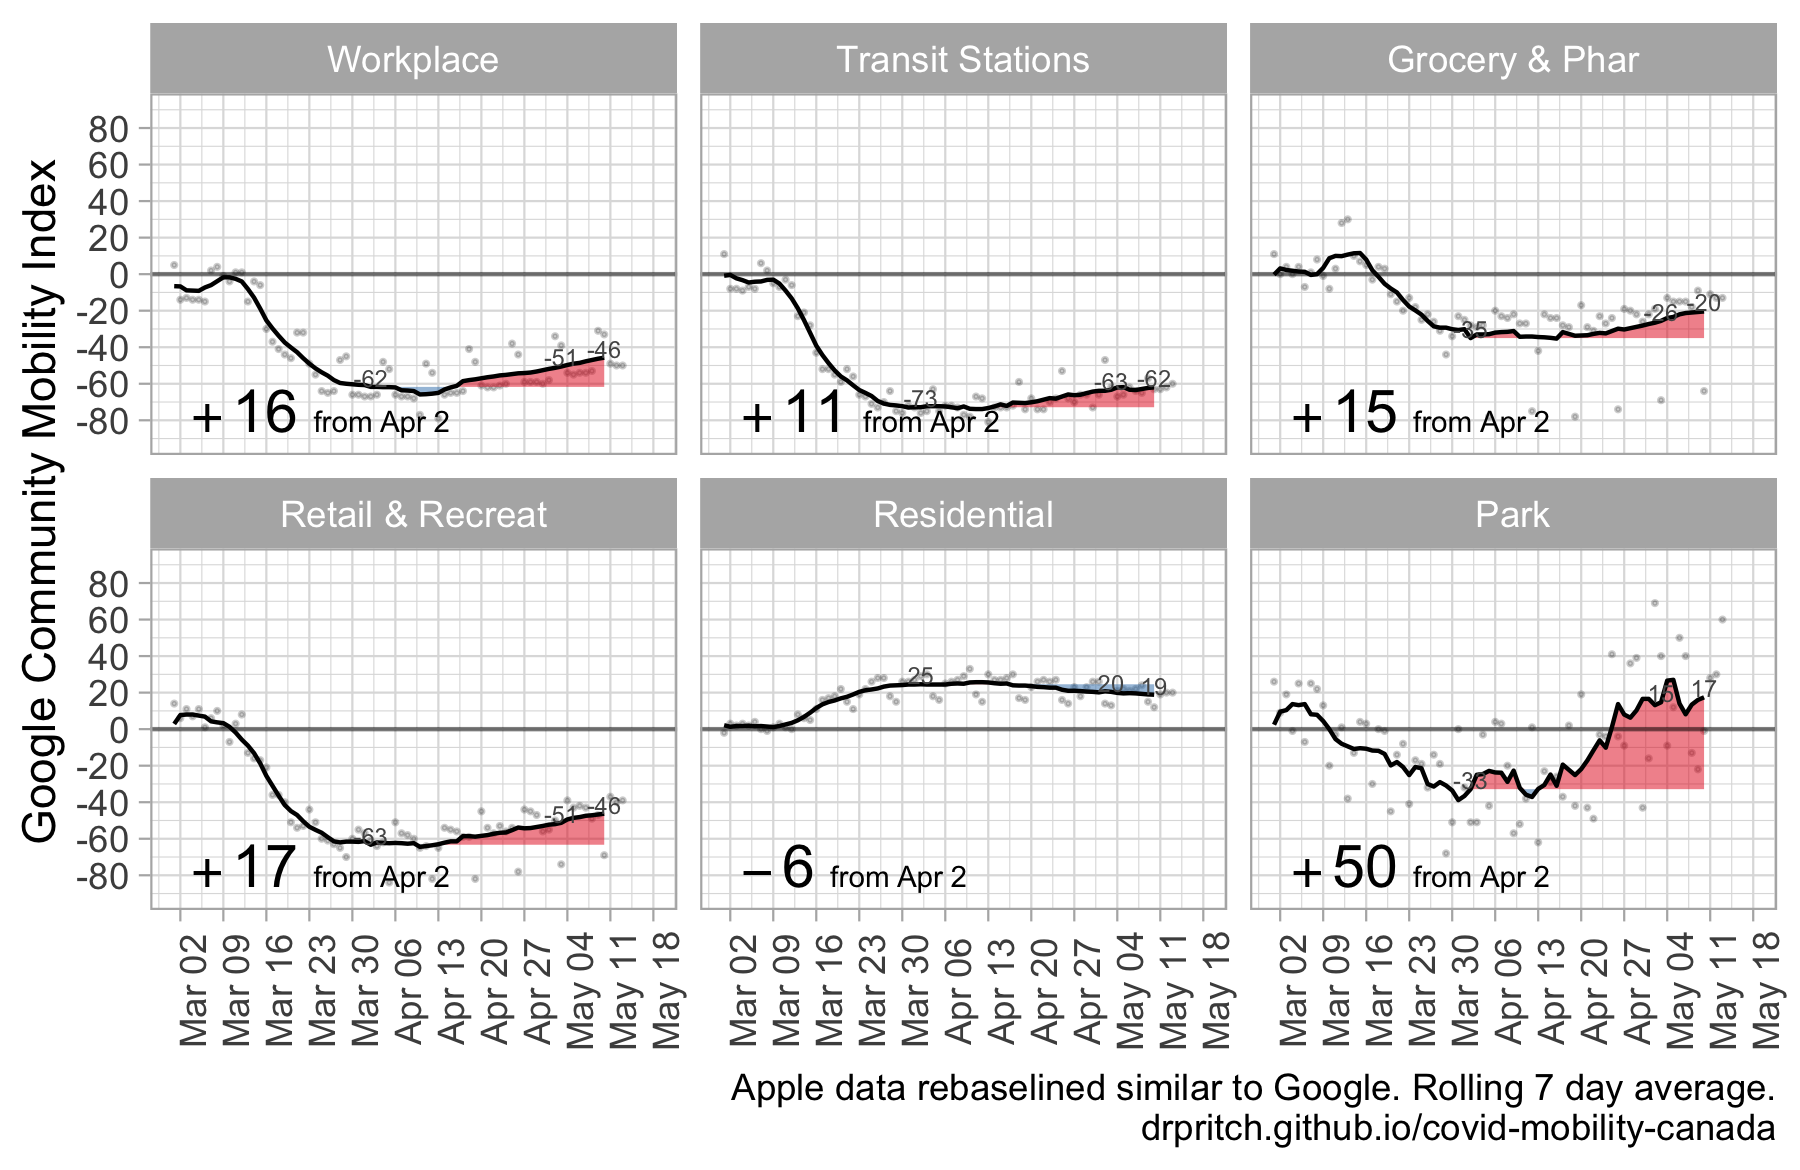 Google Community Mobility Index
Workplace
Transit Stations
Grocery & Phar
80
60
40
20
0
-20
-40
-60
-80
-62
-51
-46
+16 from Apr 2
-73
-63
-62
+11 from Apr 2
-35
-26
-20
+15 from Apr 2
Retail & Recreat
Residential
Park
80
60
40
20
0
-20
-40
-60
-80
-63
-51
-46
+17 from Apr 2
25
20
19
−6 from Apr 2
-33
15
17
+50 from Apr 2
Mar 02
Mar 09
Mar 16
Mar 23
Mar 30
Apr 06
Apr 13
Apr 20
Apr 27
May 04
May 11
May 18
Mar 02
Mar 09
Mar 16
Mar 23
Mar 30
Apr 06
Apr 13
Apr 20
Apr 27
May 04
May 11
May 18
Mar 02
Mar 09
Mar 16
Mar 23
Mar 30
Apr 06
Apr 13
Apr 20
Apr 27
May 04
May 11
May 18
Apple data rebaselined similar to Google. Rolling 7 day average.
drpritch.github.io/covid-mobility-canada